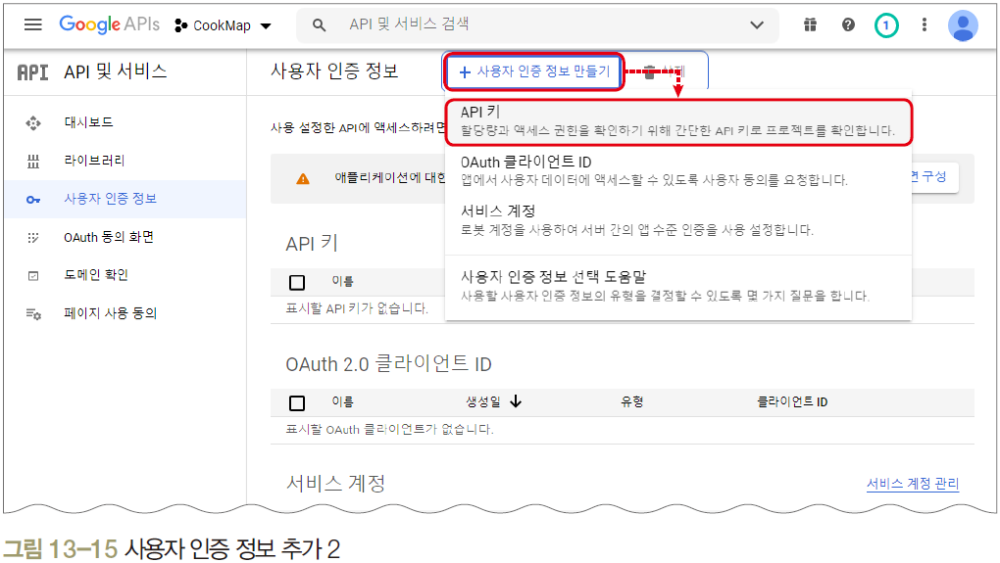 Google APIs
CookMap
API 및 서비스 검색
1
API API 및 서비스
사용자 인증 정보
+ 사용자 인증 정보 만들기
삭제
대시보드
라이브러리
사용자 인증 정보
OAuth 동의 화면
도메인 확인
페이지 사용 동의
사용 설정한 API에 액세스하려면
애플리케이션에 대한
면 구성
API 키
할당량과 액세스 권한을 확인하기 위해 간단한 API 키로 프로젝트를 확인합니다.
OAuth 클라이언트 ID
앱에서 사용자 데이터에 액세스할 수 있도록 사용자 동의를 요청합니다.
서비스 계정
로봇 계정을 사용하여 서버 간의 앱 수준 인증을 사용 설정합니다.
사용자 인증 정보 선택 도움말
사용할 사용자 인증 정보의 유형을 결정할 수 있도록 몇 가지 질문을 합니다.
API 키
이름
표시할 API 키가 없습니다.
OAuth 2.0 클라이언트 ID
이름 생성일 유형 클라이언트 ID
표시할 OAuth 클라이언트가 없습니다.
서비스 계정
서비스 계정 관리
그림 13-15 사용자 인증 정보 추가 2